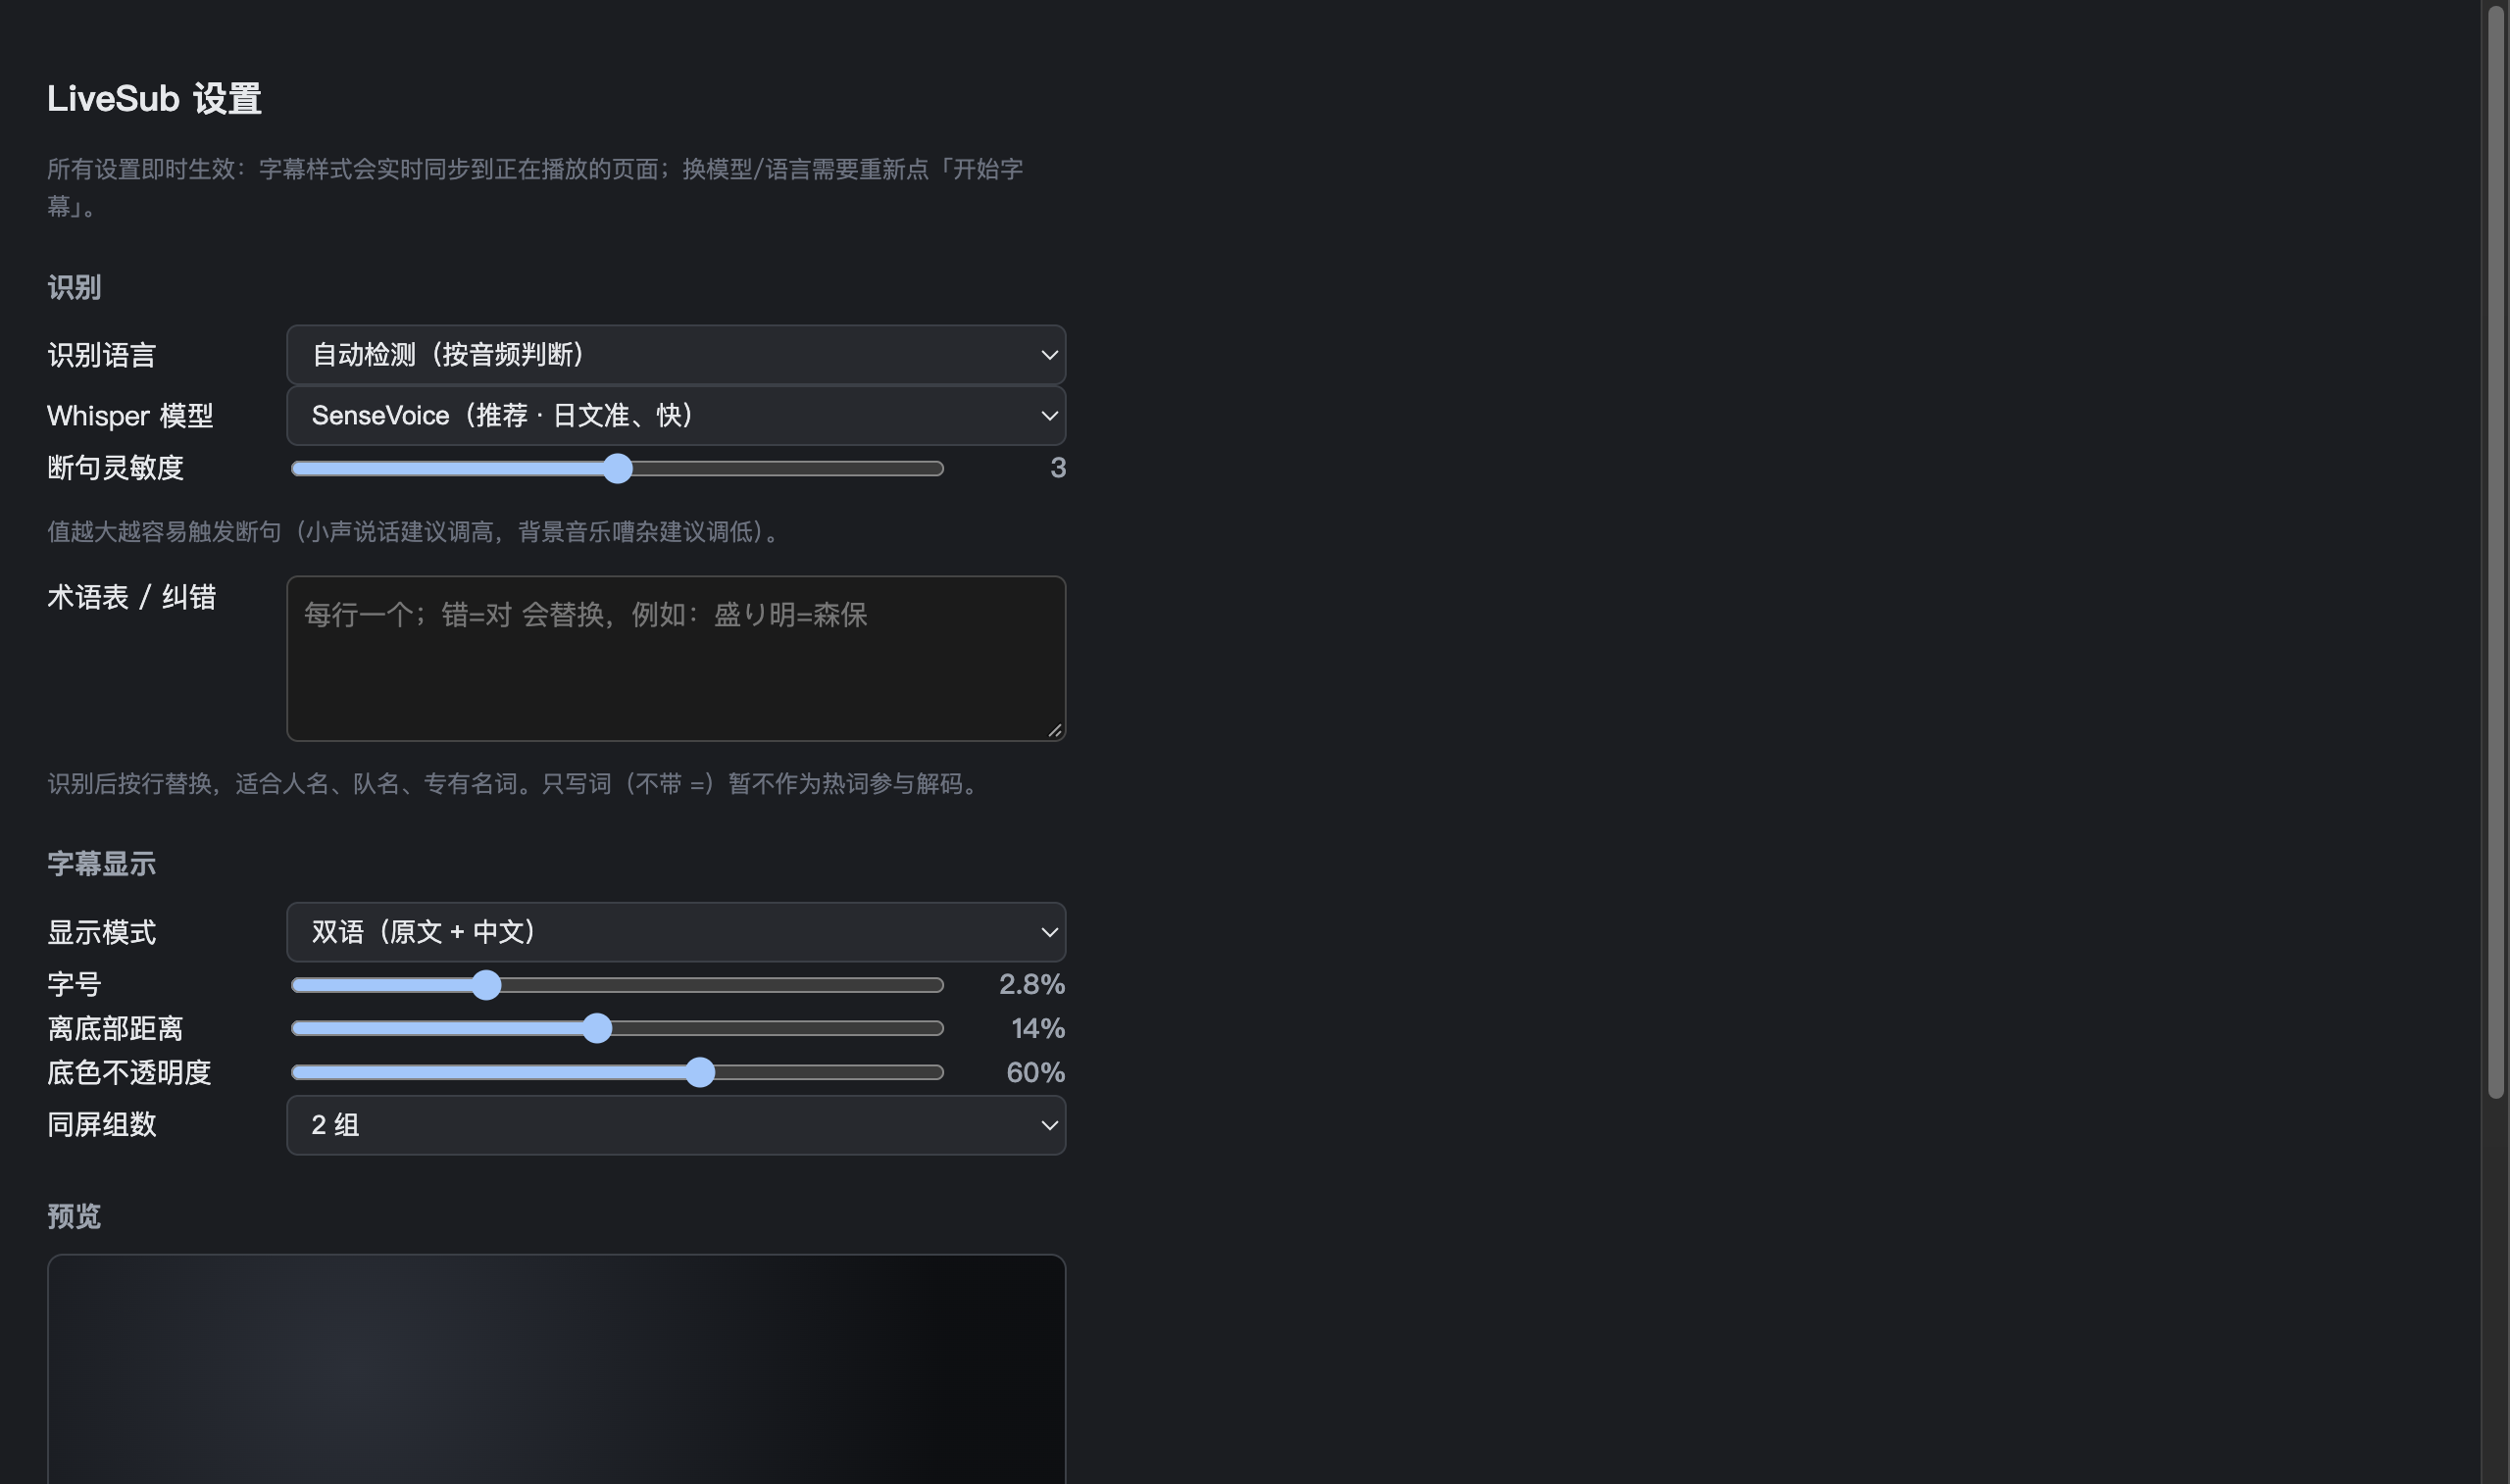 LiveSub 设置
所有设置即时生效：字幕样式会实时同步到正在播放的页面；换模型/语言需要重新点「开始字
幕」。
识别
识别语言
自动检测（按音频判断）
Whisper 模型
SenseVoice（推荐 · 日文准、快）
断句灵敏度
3
值越大越容易触发断句（小声说话建议调高，背景音乐嘈杂建议调低）。
术语表 / 纠错
每行一个；错=对 会替换，例如：盛り明=森保
识别后按行替换，适合人名、队名、专有名词。只写词（不带 =）暂不作为热词参与解码。
字幕显示
显示模式
双语（原文 + 中文）
字号
2.8%
离底部距离
14%
底色不透明度
60%
同屏组数
2 组
预览